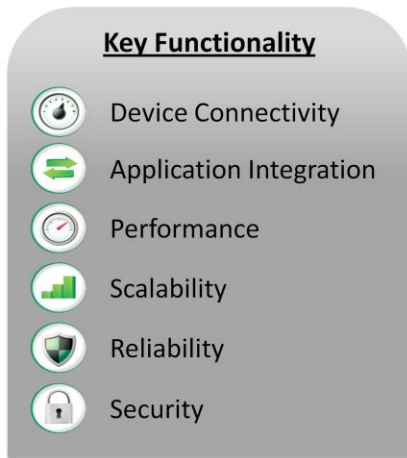 Key Functionality
Device Connectivity
Application Integration
Performance
Scalability
Reliability
Security